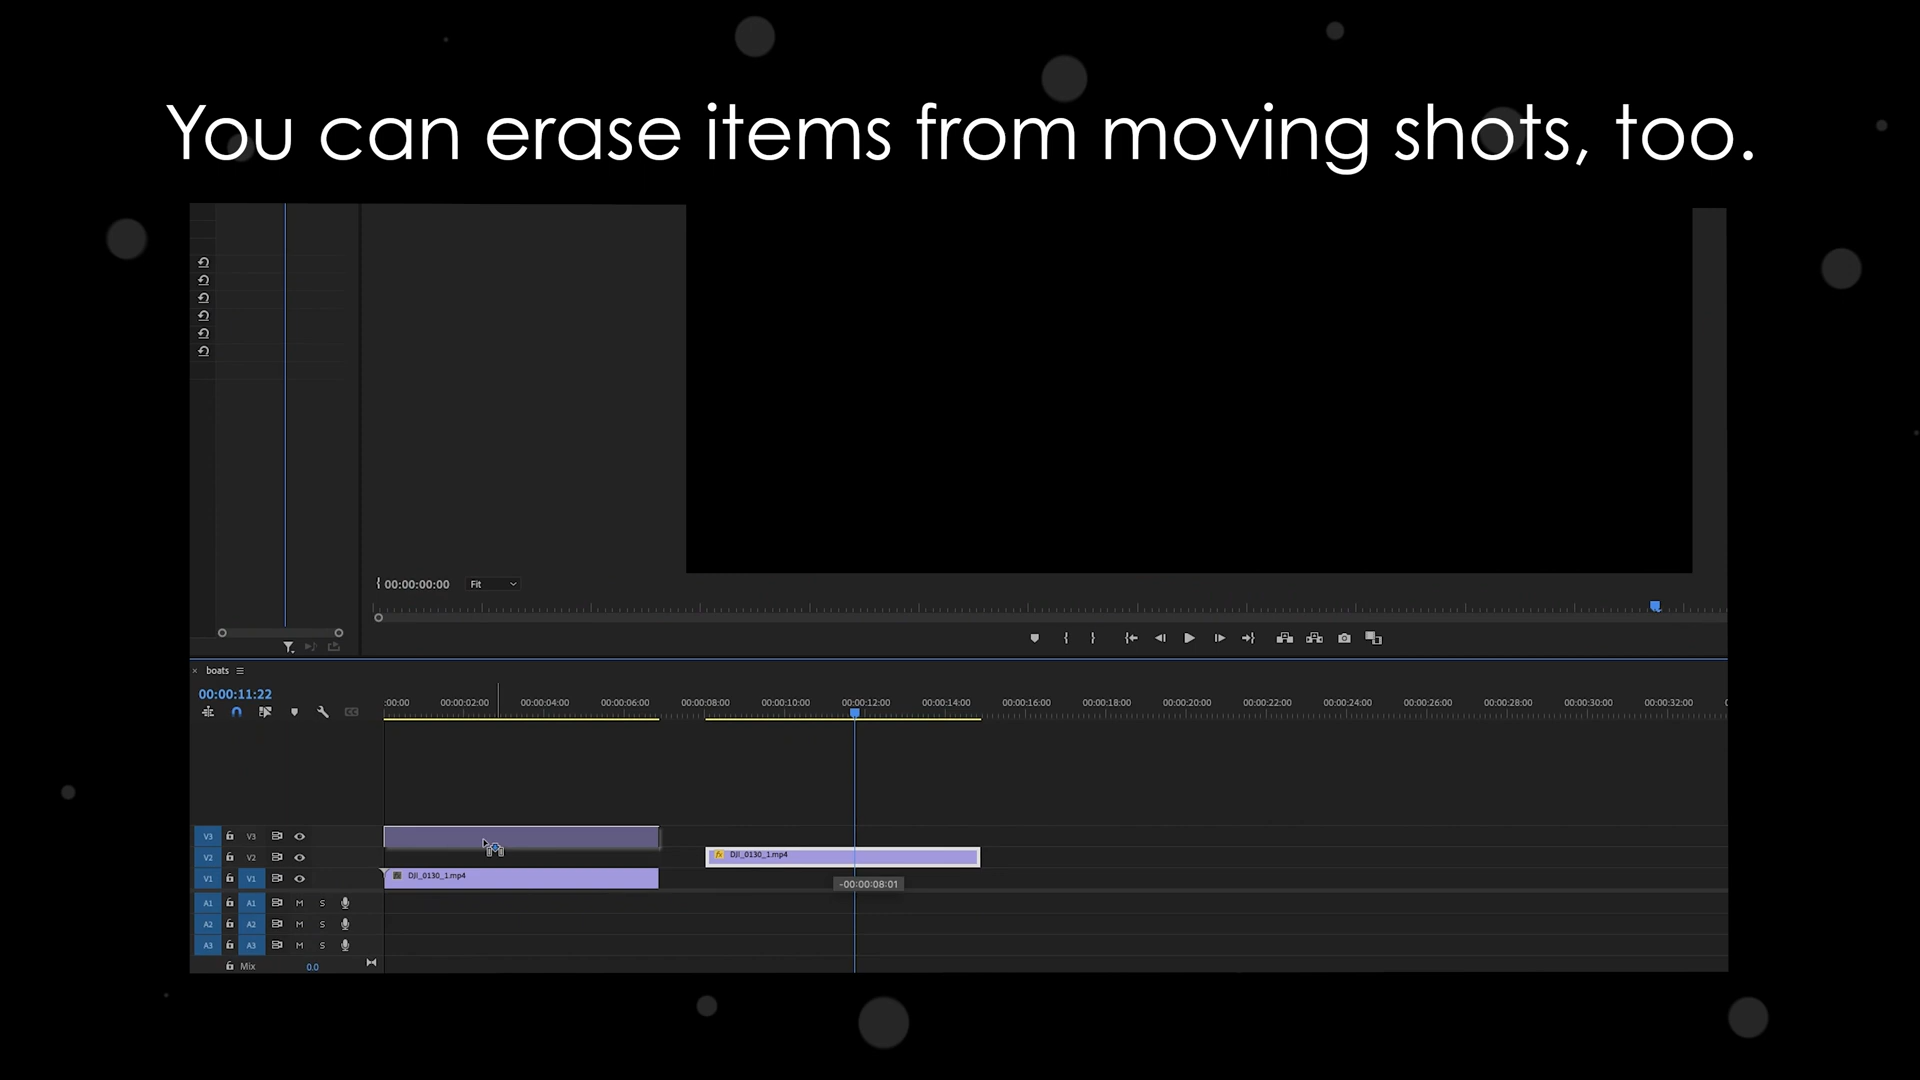 You can erase items from moving shots, too.
00:00:00:00 Fit
× boats
00:00:11:22
:00:00 00:00:02:00 00:00:04:00 00:00:06:00 00:00:08:00 00:00:10:00 00:00:12:00 00:00:14:00 00:00:16:00 00:00:18:00 00:00:20:00 00:00:22:00 00:00:24:00 00:00:26:00 00:00:28:00 00:00:30:00 00:00:32:00
V3 V3
V2 V2 fx DJI_0130_1.mp4
V1 V1 DJI_0130_1.mp4
-00:00:08:01
A1 A1 M S
A2 A2 M S
A3 A3 M S
Mix 0.0